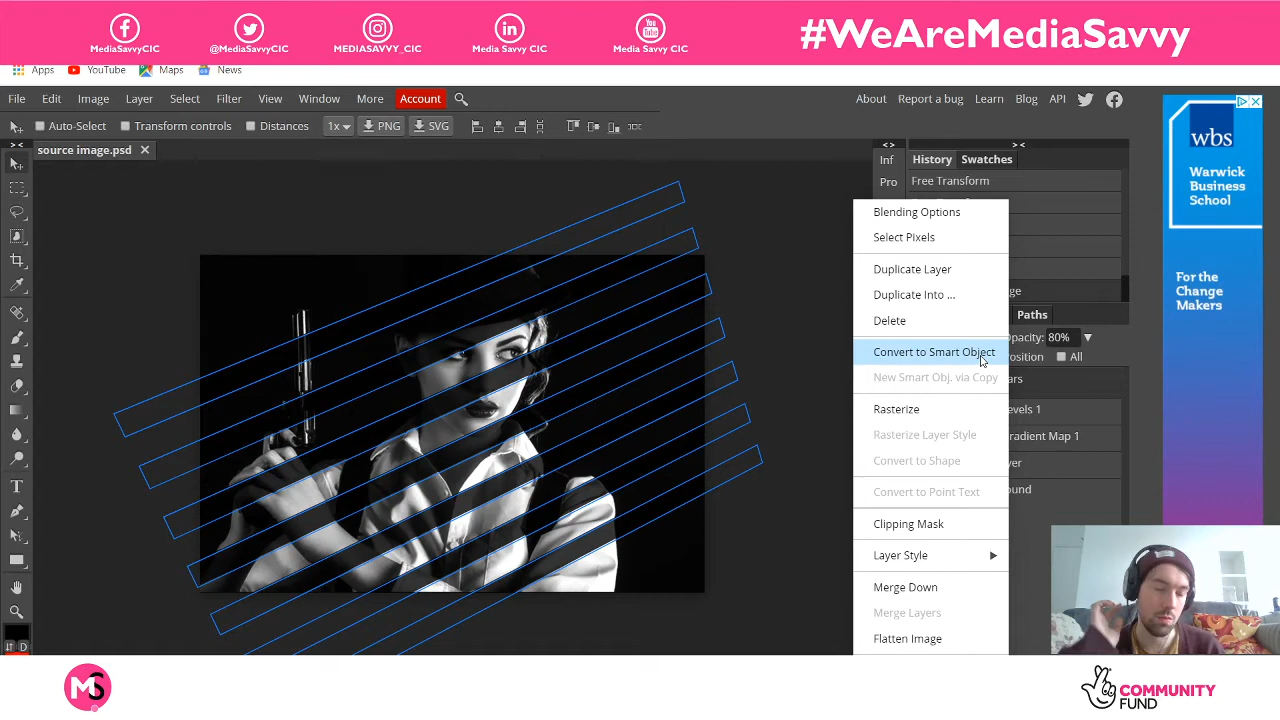 MediaSavvyCIC
@MediaSavvyCIC
MEDIASAVVY_CIC
Media Savvy CIC
You Tube
Media Savvy CIC
#WeAreMediaSavvy
Apps YouTube Maps News
File Edit Image Layer Select Filter View Window More Account About Report a bug Learn Blog API
Auto-Select Transform controls Distances 1x PNG SVG
source image.psd
> <
< >
> <
Inf
Pro
History Swatches
Free Transform
ge
Paths
pacity: 80%
osition All
ars
evels 1
radient Map 1
yer
ound
Blending Options
Select Pixels
Duplicate Layer
Duplicate Into ...
Delete
Convert to Smart Object
New Smart Obj. via Copy
Rasterize
Rasterize Layer Style
Convert to Shape
Convert to Point Text
Clipping Mask
Layer Style
Merge Down
Merge Layers
Flatten Image
D
wbs
Warwick
Business
School
For the
Change
Makers
MS
COMMUNITY
FUND